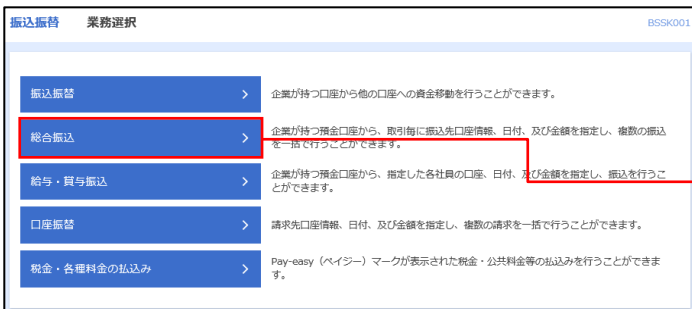 振込振替 業務選択 BSSK001
振込振替 企業が持つ口座から他の口座への資金移動を行うことができます。
総合振込 企業が持つ預金口座から、取引毎に振込先口座情報、日付、及び金額を指定し、複数の振込
を一括で行うことができます。
給与・賞与振込 企業が持つ預金口座から、指定した各社員の口座、日付、及び金額を指定し、振込を行うこ
とができます。
口座振替 請求先口座情報、日付、及び金額を指定し、複数の請求を一括で行うことができます。
税金・各種料金の払込み Pay-easy（ペイジー）マークが表示された税金・公共料金等の払込みを行うことができま
す。